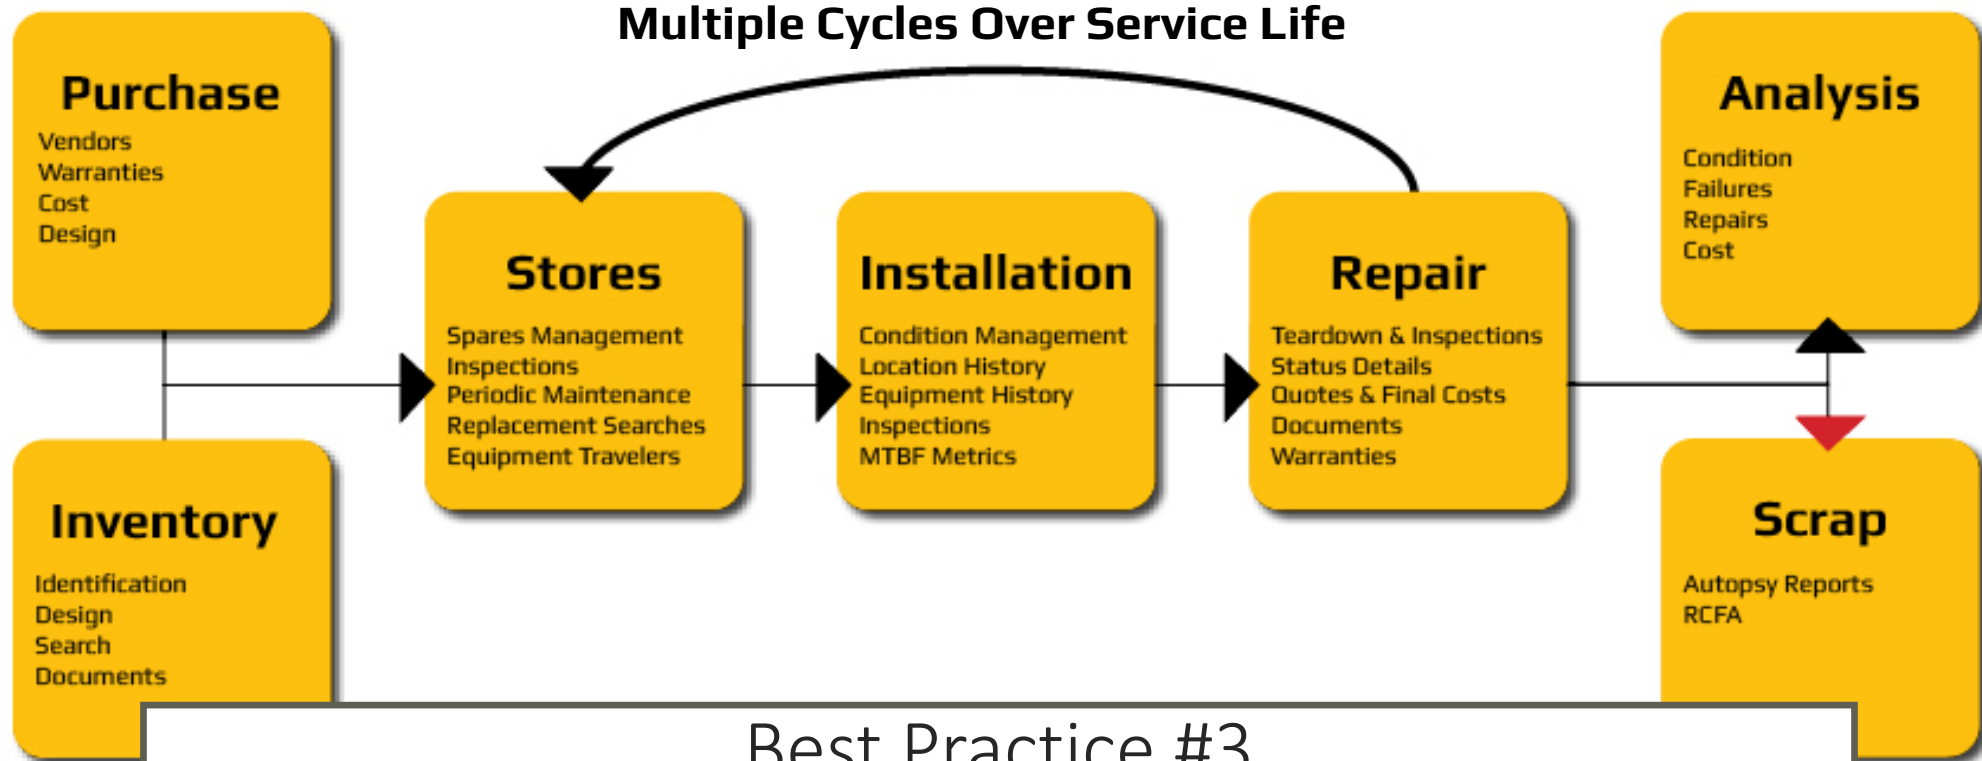 Multiple Cycles Over Service Life
Purchase
Vendors
Warranties
Cost
Design
Inventory
Identification
Design
Search
Documents
Stores
Spares Management
Inspections
Periodic Maintenance
Replacement Searches
Equipment Travelers
Installation
Condition Management
Location History
Equipment History
Inspections
MTBF Metrics
Repair
Teardown & Inspections
Status Details
Quotes & Final Costs
Documents
Warranties
Analysis
Condition
Failures
Repairs
Cost
Scrap
Autopsy Reports
RCFA
Best Practice #3